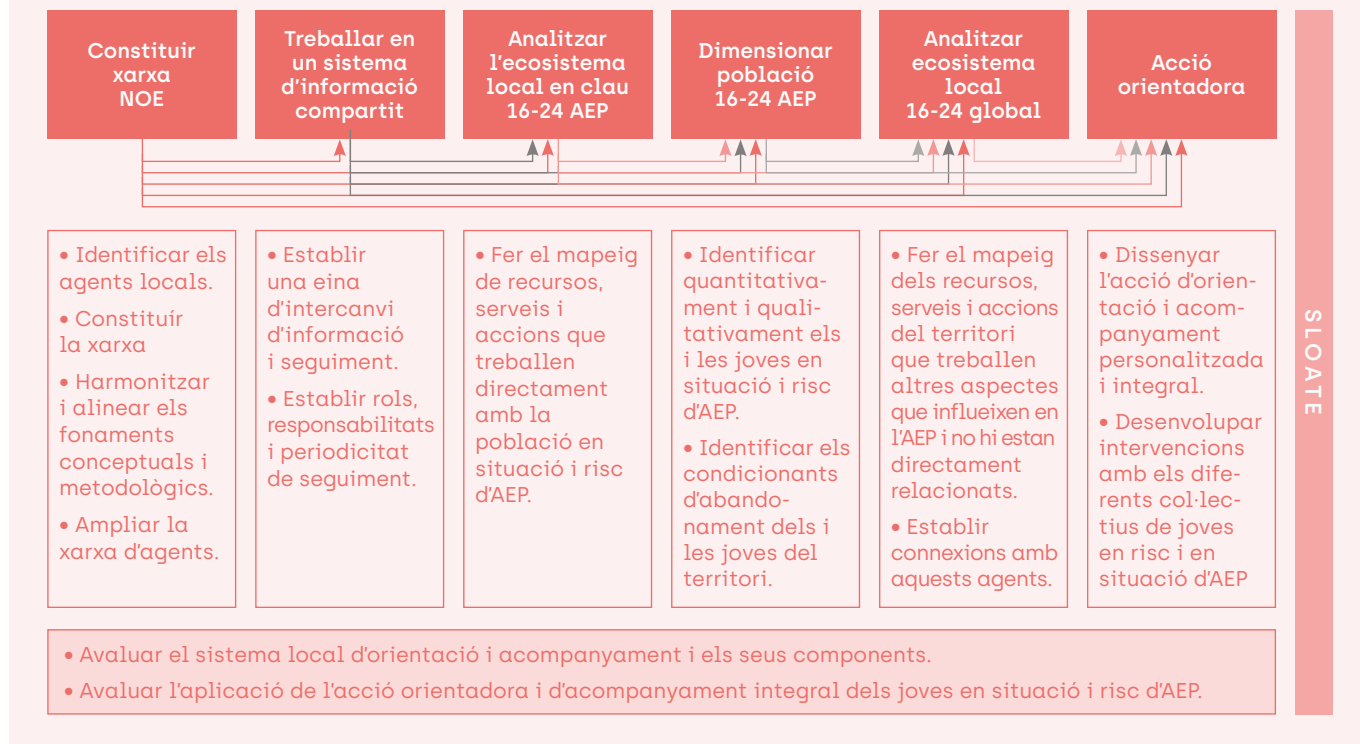 Constituir
xarxa
NOE
Treballar en
un sistema
d'informació
compartit
Analitzar
l'ecosistema
local en clau
16-24 AEP
Dimensionar
població
16-24 AEP
Analitzar
ecosistema
local
16-24 global
Acció
orientadora
• Identificar els
agents locals.
• Constituír
la xarxa
• Harmonitzar
i alinear els
fonaments
conceptuals i
metodològics.
• Ampliar la
xarxa d'agents.
• Establir
una eina
d'intercanvi
d'informació
i seguiment.
• Establir rols,
responsabilitats
i periodicitat
de seguiment.
• Fer el mapeig
de recursos,
serveis i
accions que
treballen
directament
amb la
població en
situació i risc
d'AEP.
• Identificar
quantitativa-
ment i quali-
tativament els
i les joves en
situació i risc
d'AEP.
• Identificar els
condicionants
d'abando-
nament dels i
les joves del
territori.
• Fer el mapeig
dels recursos,
serveis i accions
del territori
que treballen
altres aspectes
que influeixen en
l'AEP i no hi estan
directament
relacionats.
• Establir
connexions amb
aquests agents.
• Dissenyar
l'acció d'orien-
tació i acom-
panyament
personalitzada
i integral.
• Desenvolupar
intervencions
amb els dife-
rents col·lec-
tius de joves
en risc i en
situació d'AEP
SLOATE
• Avaluar el sistema local d'orientació i acompanyament i els seus components.
• Avaluar l'aplicació de l'acció orientadora i d'acompanyament integral dels joves en situació i risc d'AEP.